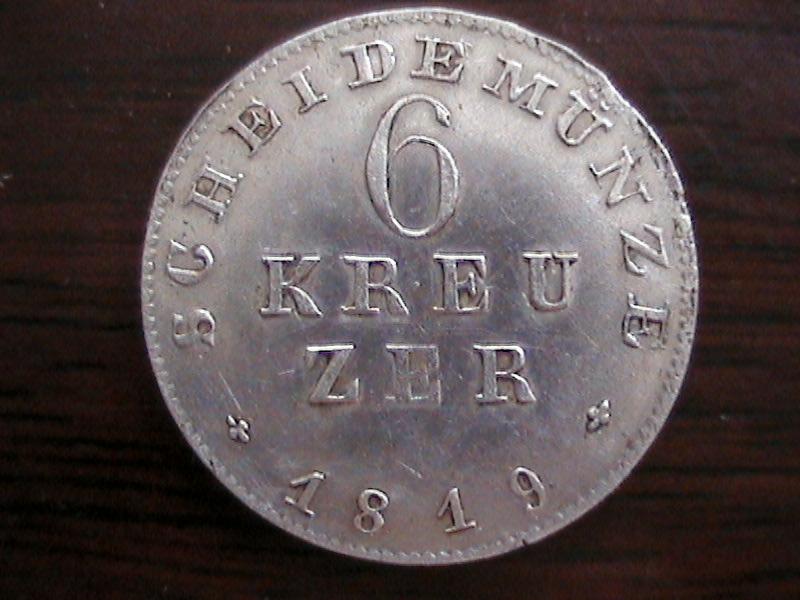 SCHEIDEMÜNZE
6
KREU
ZER
1819